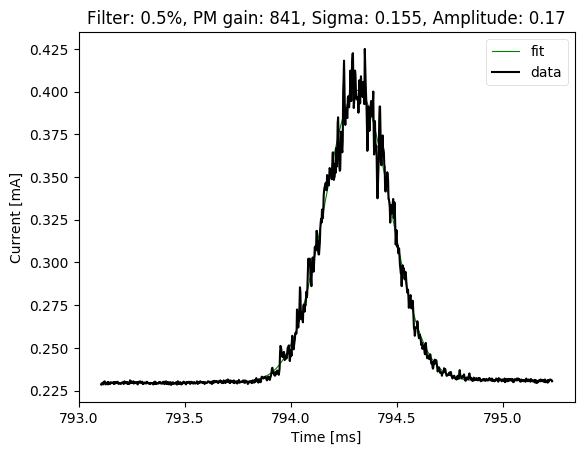 Filter: 0.5%, PM gain: 841, Sigma: 0.155, Amplitude: 0.17
fit
data
Current [mA]
0.425
0.400
0.375
0.350
0.325
0.300
0.275
0.250
0.225
793.0 793.5 794.0 794.5 795.0
Time [ms]